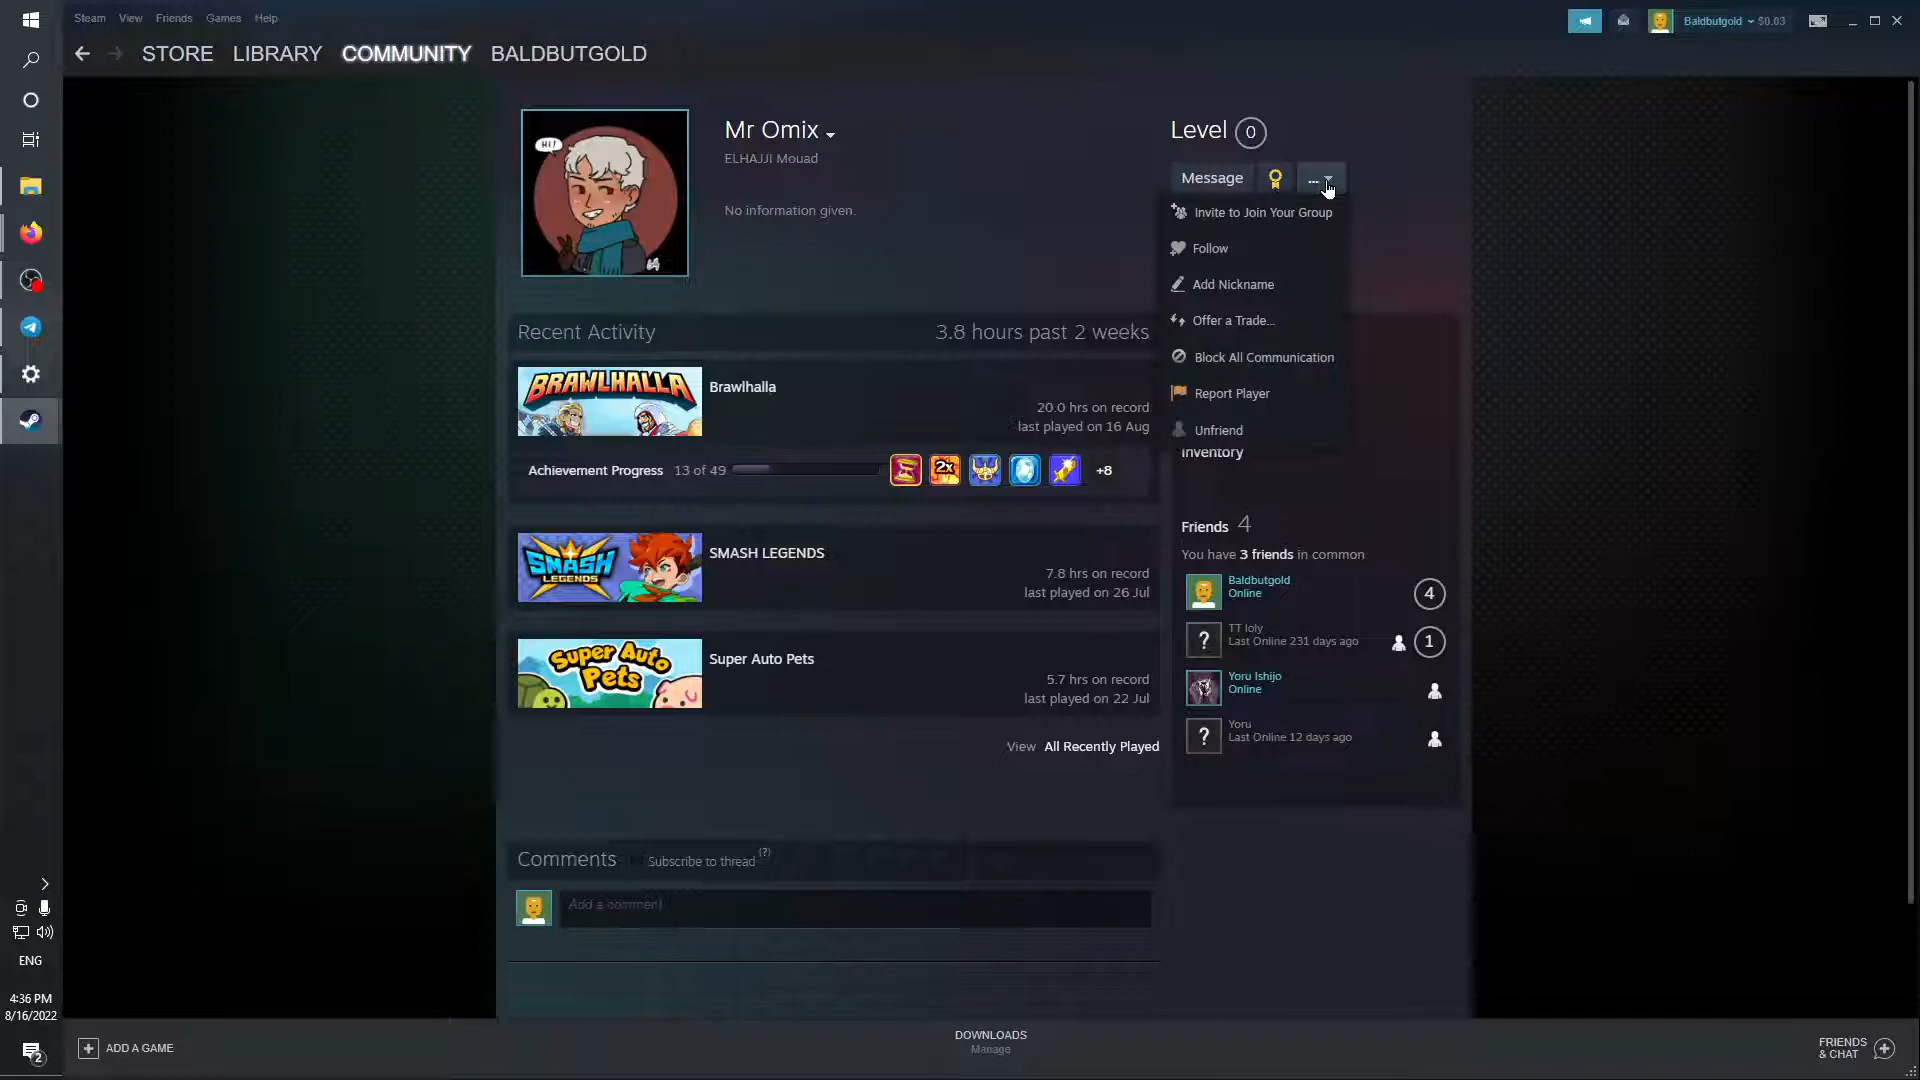 Steam View Friends Games Help
Baldbutgold $0.03
STORE LIBRARY COMMUNITY BALDBUTGOLD
HI!
Mr Omix
ELHAJJI Mouad
No information given.
Level 0
Message ...
Invite to Join Your Group
Follow
Add Nickname
Offer a Trade...
Block All Communication
Report Player
Unfriend
Inventory
Recent Activity 3.8 hours past 2 weeks
BRAWLHALLA
Brawlhalla
20.0 hrs on record
last played on 16 Aug
Achievement Progress 13 of 49 2x +8
SMASH LEGENDS
SMASH LEGENDS
7.8 hrs on record
last played on 26 Jul
Super Auto Pets
Super Auto Pets
5.7 hrs on record
last played on 22 Jul
View All Recently Played
Friends 4
You have 3 friends in common
Baldbutgold
Online
4
TT loly
Last Online 231 days ago
1
Yoru Ishijo
Online
Yoru
Last Online 12 days ago
Comments Subscribe to thread (?)
Add a comment
ENG
4:36 PM
8/16/2022
2
ADD A GAME
DOWNLOADS
Manage
FRIENDS
& CHAT